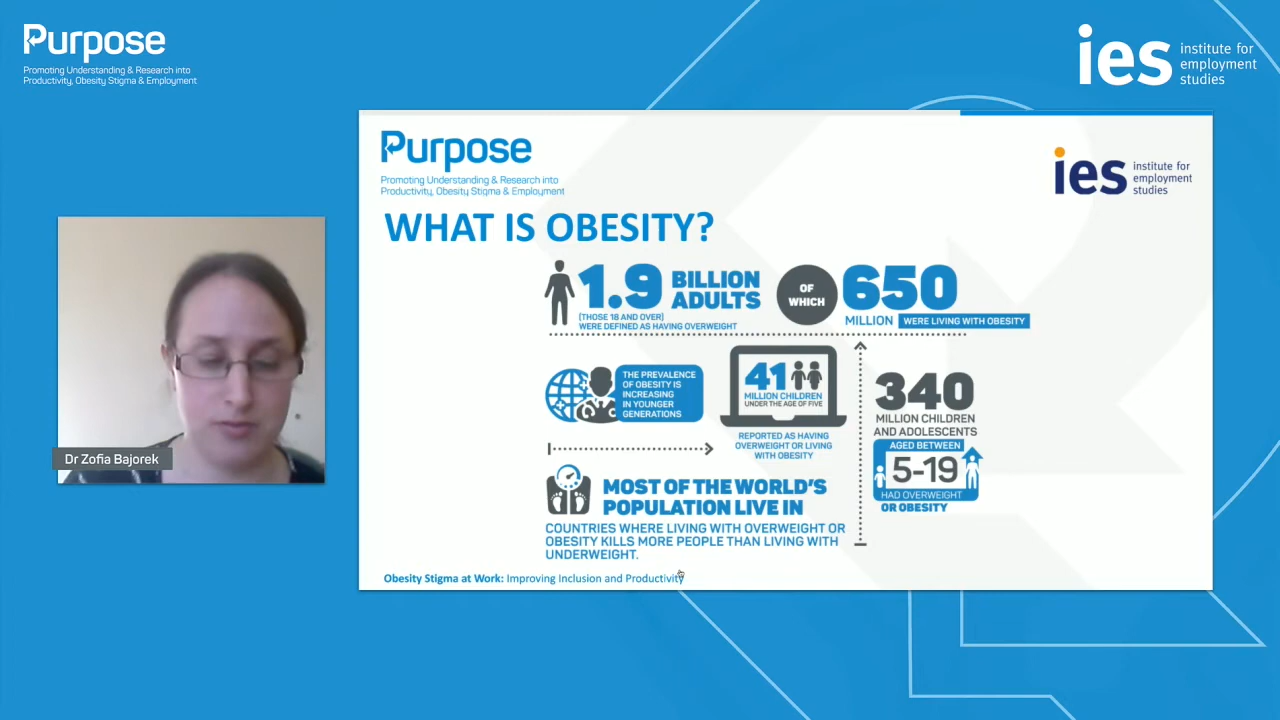 Purpose
Promoting Understanding & Research into
Productivity, Obesity Stigma & Employment
ies
institute for
employment
studies
Purpose
Promoting Understanding & Research into
Productivity, Obesity Stigma & Employment
ies
institute for
employment
studies
WHAT IS OBESITY?
1.9 BILLION
ADULTS
(THOSE 18 AND OVER)
WERE DEFINED AS HAVING OVERWEIGHT
OF
WHICH
650
MILLION WERE LIVING WITH OBESITY
THE PREVALENCE
OF OBESITY IS
INCREASING
IN YOUNGER
GENERATIONS
41
MILLION CHILDREN
UNDER THE AGE OF FIVE
REPORTED AS HAVING
OVERWEIGHT OR LIVING
WITH OBESITY
340
MILLION CHILDREN
AND ADOLESCENTS
AGED BETWEEN
5-19
HAD OVERWEIGHT
OR OBESITY
MOST OF THE WORLD'S
POPULATION LIVE IN
COUNTRIES WHERE LIVING WITH OVERWEIGHT OR
OBESITY KILLS MORE PEOPLE THAN LIVING WITH
UNDERWEIGHT.
Obesity Stigma at Work: Improving Inclusion and Productivity
Dr Zofia Bajorek